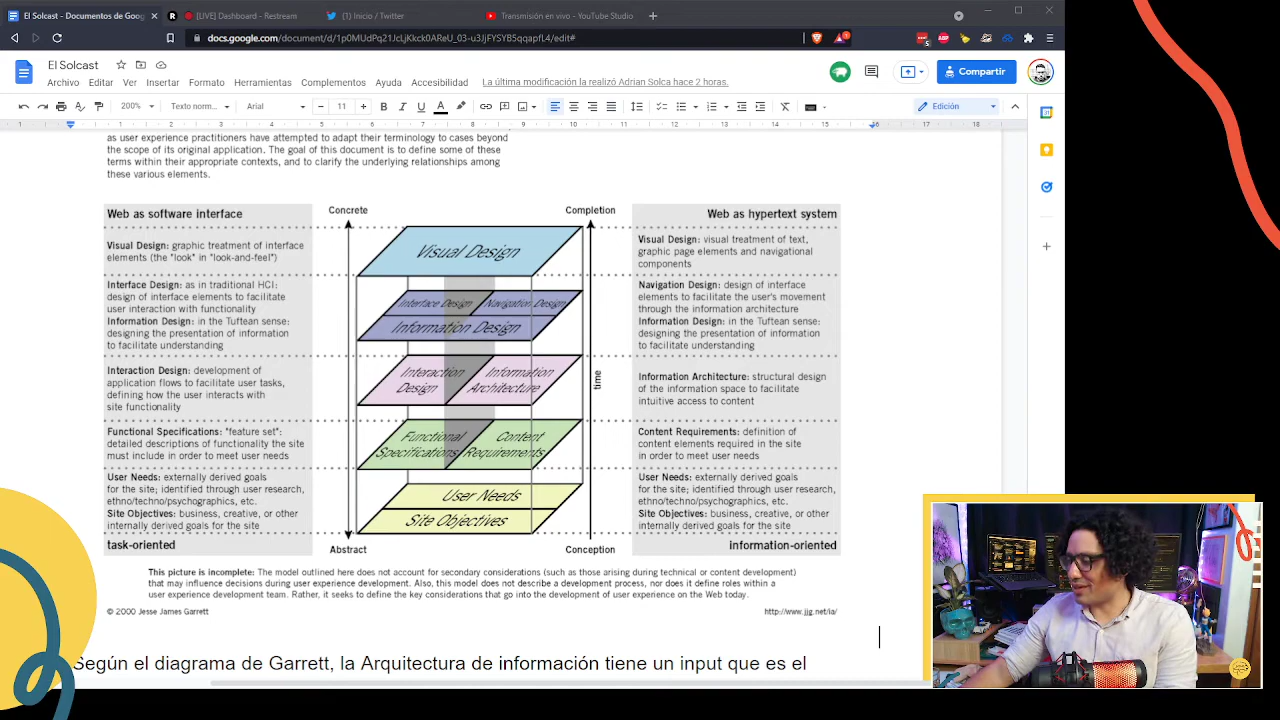 El Solcast - Documentos de Goog
[LIVE] Dashboard - Restream
(1) Inicio / Twitter
Transmisión en vivo - YouTube Studio
docs.google.com/document/d/1p0MUdPq21JcLjKkck0AReU_03-u3JjFYSYB5qqapfL4/edit#
El Solcast
Archivo Editar Ver Insertar Formato Herramientas Complementos Ayuda Accesibilidad La última modificación la realizó Adrian Solca hace 2 horas.
Compartir
200% Texto norm... Arial 11 Edición
1 1 2 3 4 5 6 7 8 9 10 11 12 13 14 15 16 17 18
as user experience practitioners have attempted to adapt their terminology to cases beyond
the scope of its original application. The goal of this document is to define some of these
terms within their appropriate contexts, and to clarify the underlying relationships among
these various elements.
Web as software interface
Visual Design: graphic treatment of interface
elements (the "look" in "look-and-feel")
Interface Design: as in traditional HCI:
design of interface elements to facilitate
user interaction with functionality
Information Design: in the Tuftean sense:
designing the presentation of information
to facilitate understanding
Interaction Design: development of
application flows to facilitate user tasks,
defining how the user interacts with
site functionality
Functional Specifications: "feature set":
detailed descriptions of functionality the site
must include in order to meet user needs
User Needs: externally derived goals
for the site; identified through user research,
ethno/techno/psychographics, etc.
Site Objectives: business, creative, or other
internally derived goals for the site
task-oriented
Concrete
Completion
Visual Design
Interface Design
Navigation Design
Information Design
Interaction
Design
Information
Architecture
time
Functional
Specifications
Content
Requirements
User Needs
Site Objectives
Abstract
Conception
Web as hypertext system
Visual Design: visual treatment of text,
graphic page elements and navigational
components
Navigation Design: design of interface
elements to facilitate the user's movement
through the information architecture
Information Design: in the Tuftean sense:
designing the presentation of information
to facilitate understanding
Information Architecture: structural design
of the information space to facilitate
intuitive access to content
Content Requirements: definition of
content elements required in the site
in order to meet user needs
User Needs: externally derived goals
for the site; identified through user research,
ethno/techno/psychographics, etc.
Site Objectives: business, creative, or other
internally derived goals for the site
information-oriented
This picture is incomplete: The model outlined here does not account for secondary considerations (such as those arising during technical or content development)
that may influence decisions during user experience development. Also, this model does not describe a development process, nor does it define roles within a
user experience development team. Rather, it seeks to define the key considerations that go into the development of user experience on the Web today.
© 2000 Jesse James Garrett
http://www.jjg.net/ia/
Según el diagrama de Garrett, la Arquitectura de información tiene un input que es el